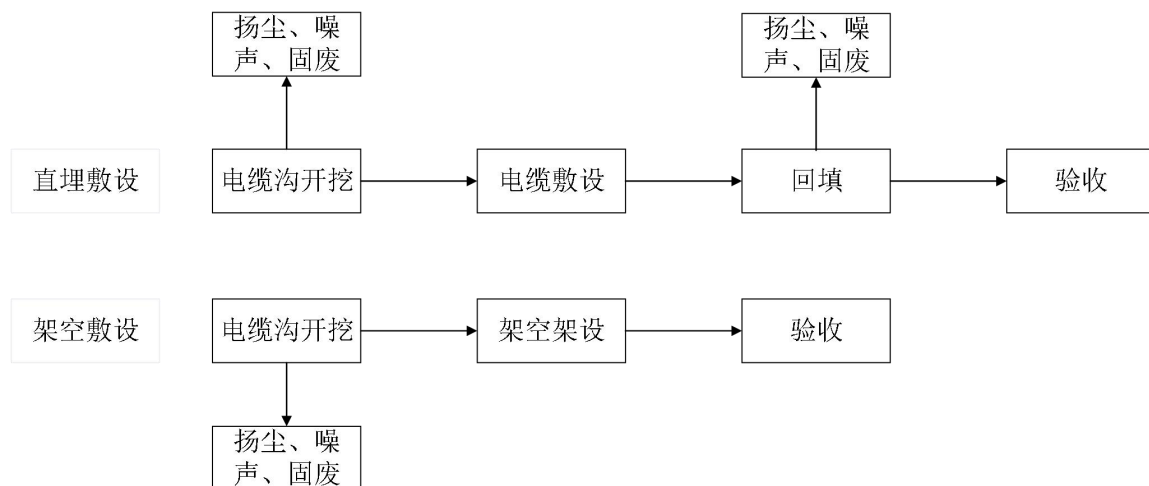 扬尘、噪
声、固废
扬尘、噪
声、固废
直埋敷设
电缆沟开挖
电缆敷设
回填
验收
架空敷设
电缆沟开挖
架空架设
验收
扬尘、噪
声、固废